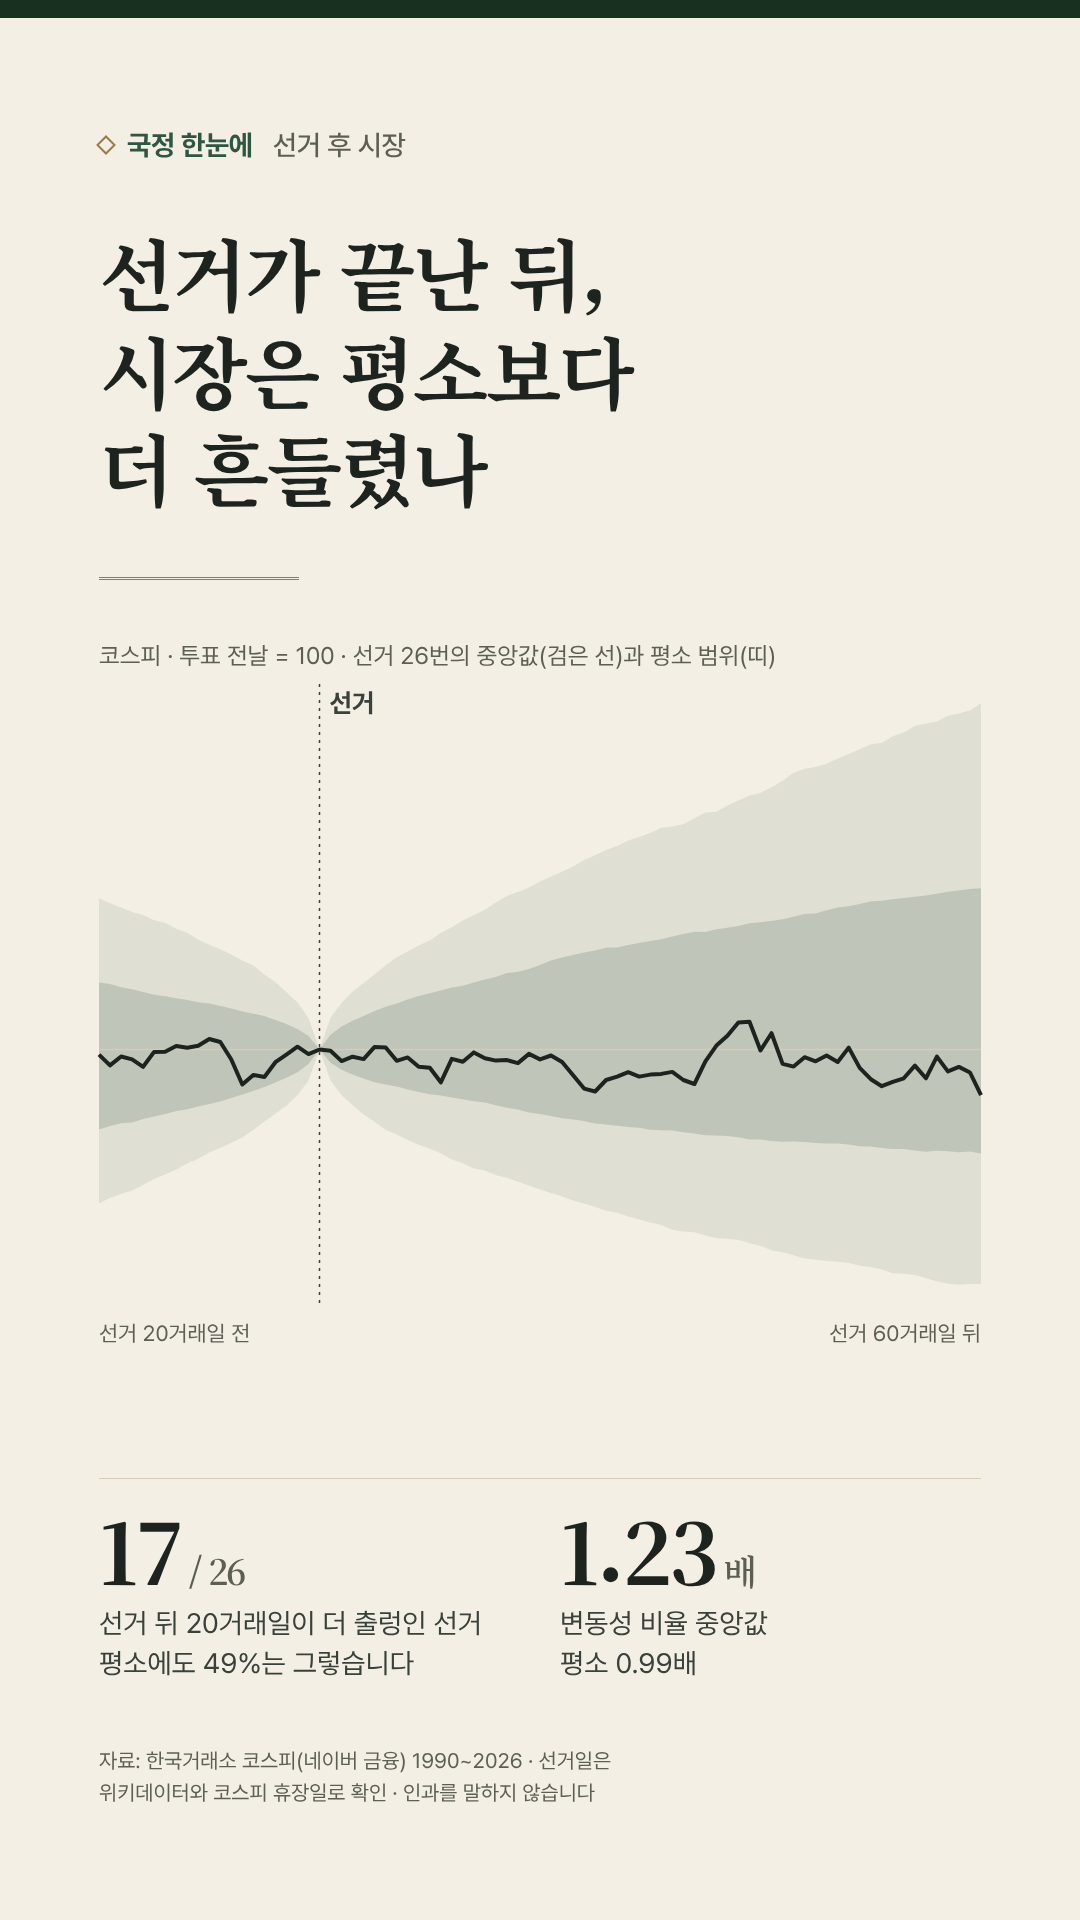 국정 한눈에 선거 후 시장
선거가 끝난 뒤,
시장은 평소보다
더 흔들렸나
코스피 · 투표 전날 = 100 · 선거 26번의 중앙값(검은 선)과 평소 범위(띠)
선거
선거 20거래일 전
선거 60거래일 뒤
17 / 26
선거 뒤 20거래일이 더 출렁인 선거
평소에도 49%는 그렇습니다
1.23 배
변동성 비율 중앙값
평소 0.99배
자료: 한국거래소 코스피(네이버 금융) 1990~2026 · 선거일은
위키데이터와 코스피 휴장일로 확인 · 인과를 말하지 않습니다